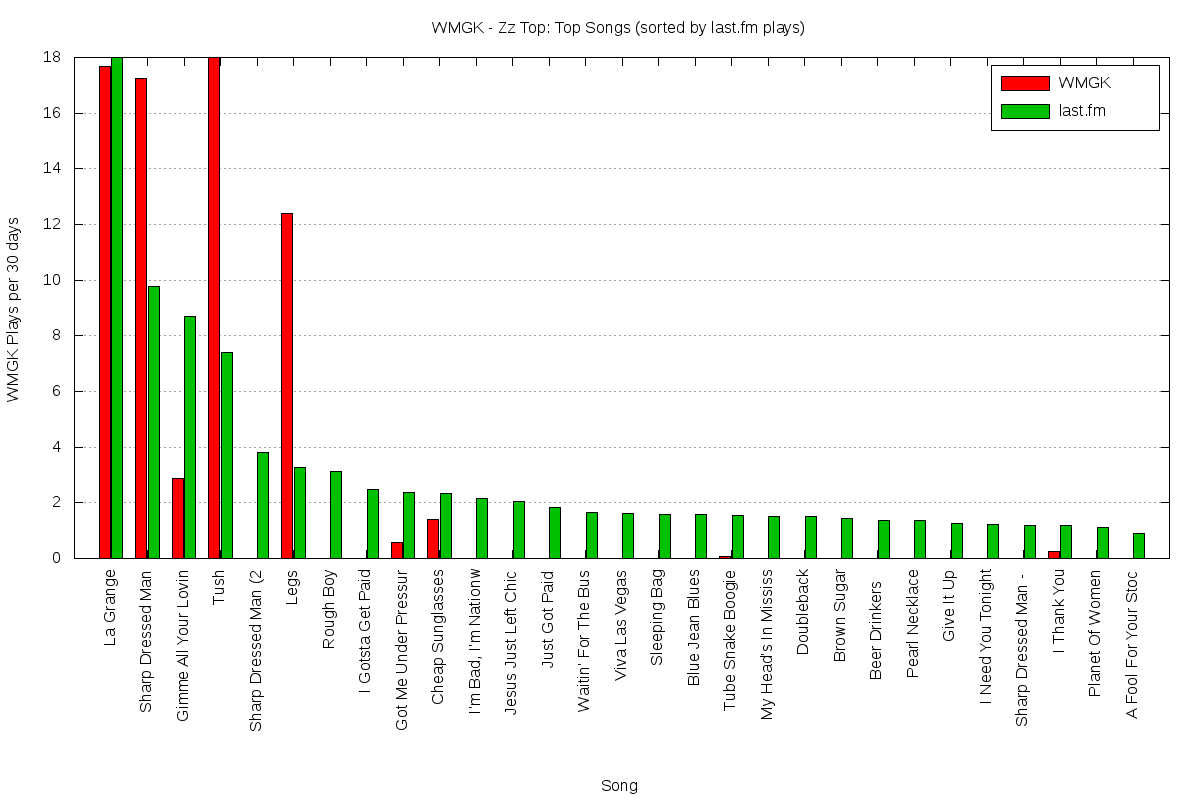 WMGK - Zz Top: Top Songs (sorted by last.fm plays)
WMGK
last.fm
WMGK Plays per 30 days
18
16
14
12
10
8
6
4
2
0
La Grange
Sharp Dressed Man
Gimme All Your Lovin
Tush
Sharp Dressed Man (2
Legs
Rough Boy
I Gotsta Get Paid
Got Me Under Pressur
Cheap Sunglasses
I'm Bad, I'm Nationw
Jesus Just Left Chic
Just Got Paid
Waitin' For The Bus
Viva Las Vegas
Sleeping Bag
Blue Jean Blues
Tube Snake Boogie
My Head's In Mississ
Doubleback
Brown Sugar
Beer Drinkers
Pearl Necklace
Give It Up
I Need You Tonight
Sharp Dressed Man -
I Thank You
Planet Of Women
A Fool For Your Stoc
Song